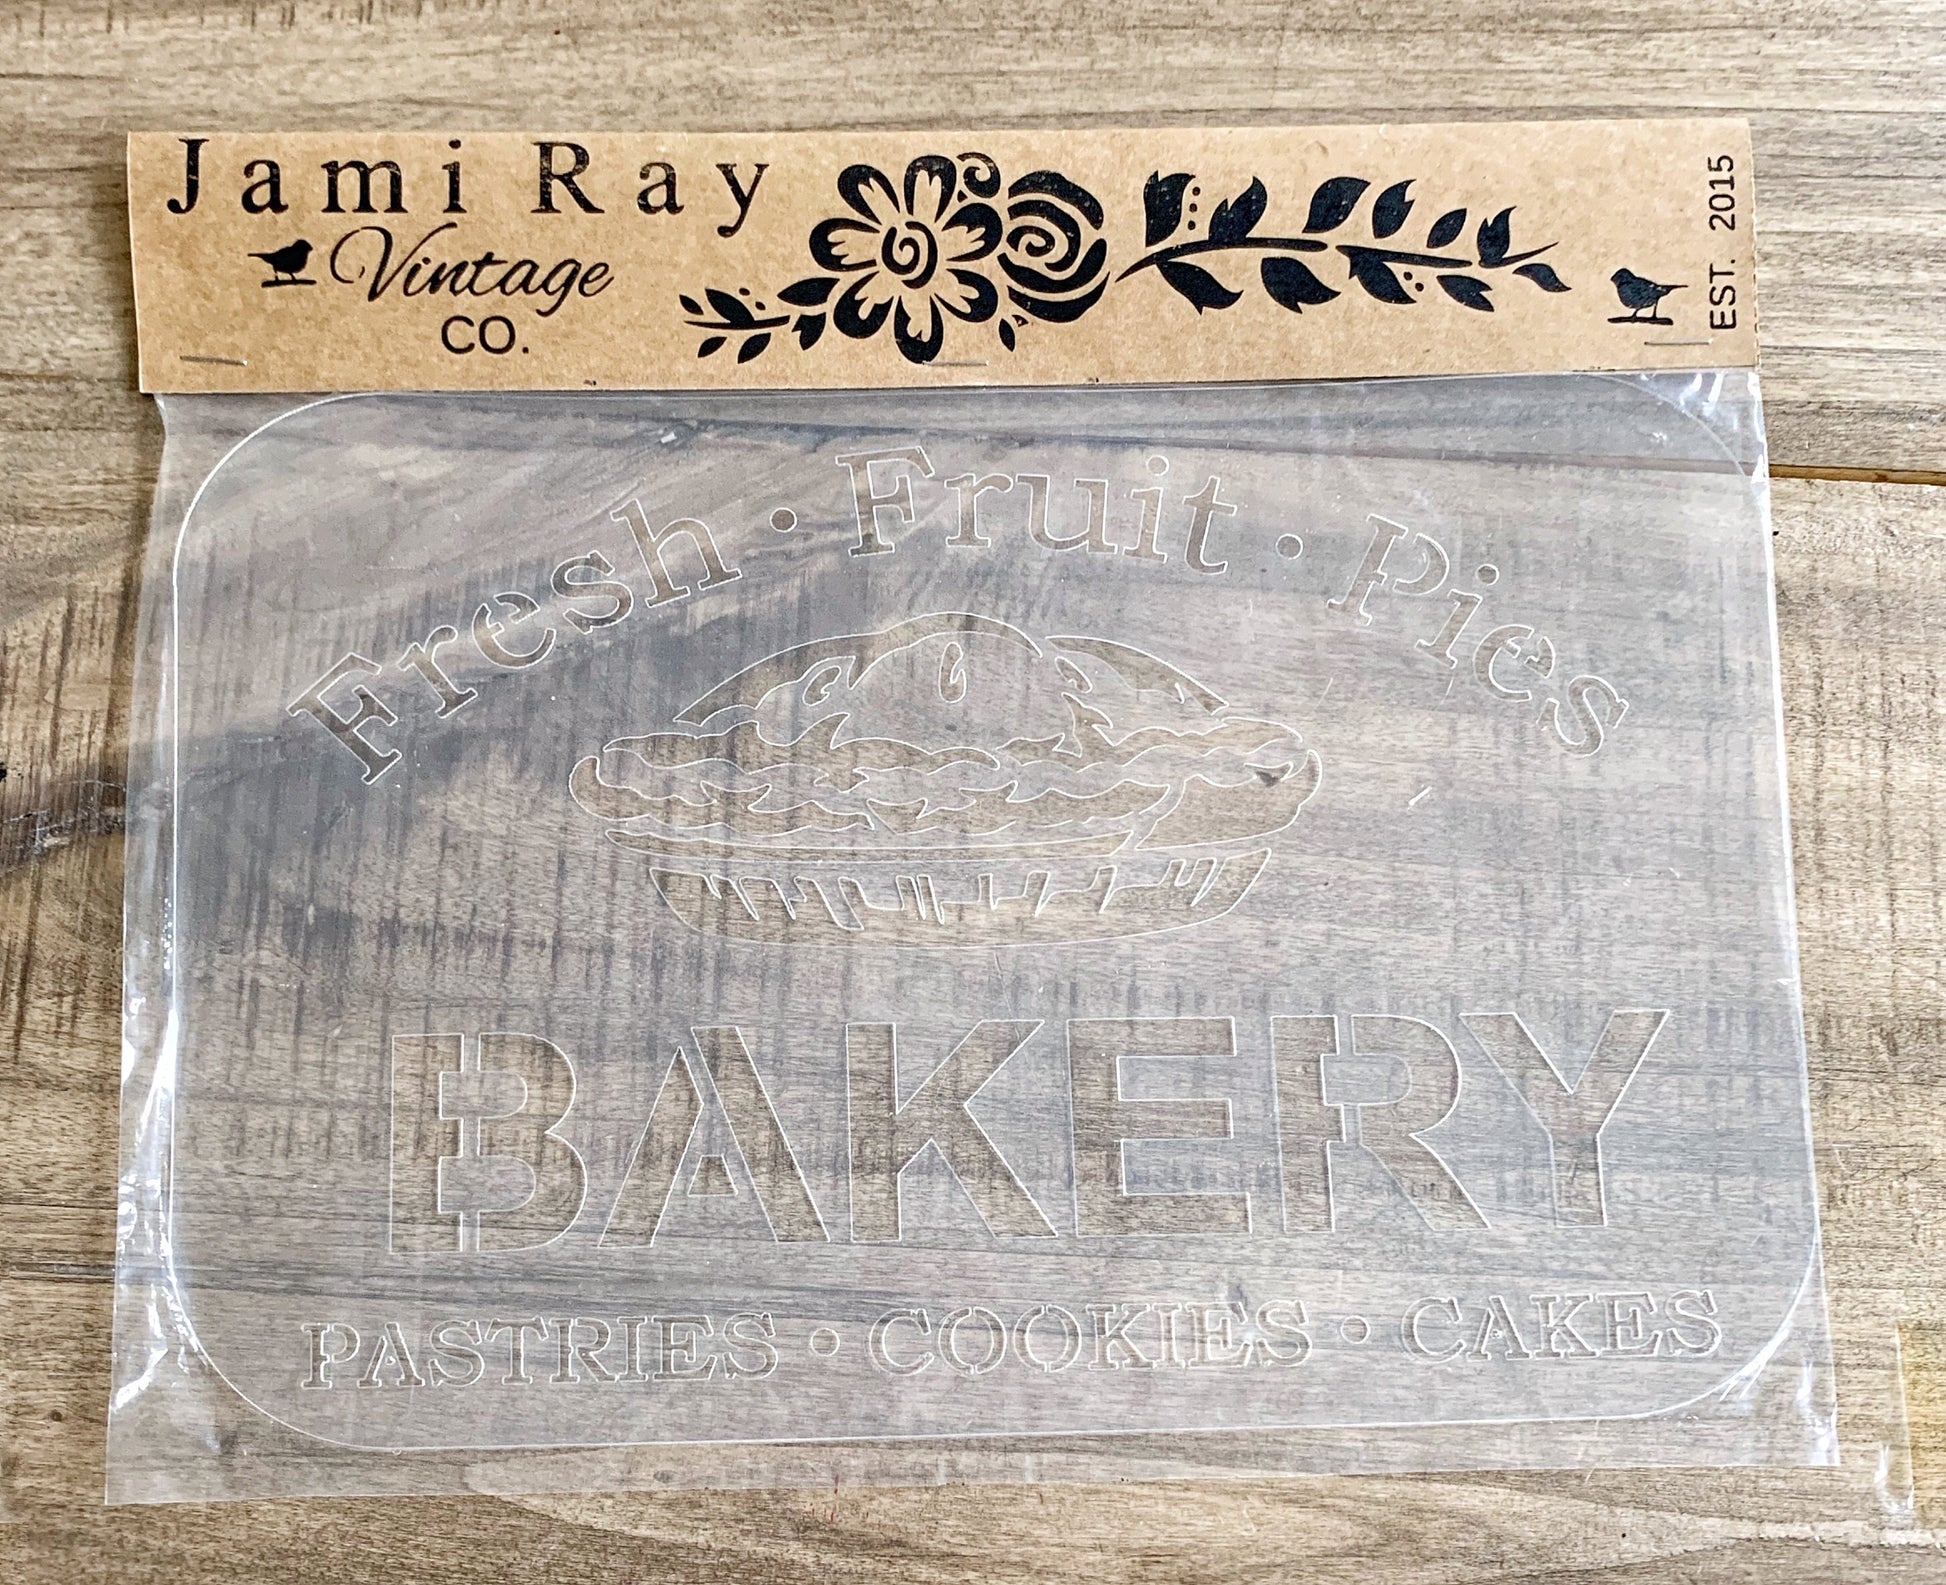 Jami Ray
Vintage
CO.
EST. 2015
Fresh · Fruit · Pies
BAKERY
PASTRIES · COOKIES · CAKES